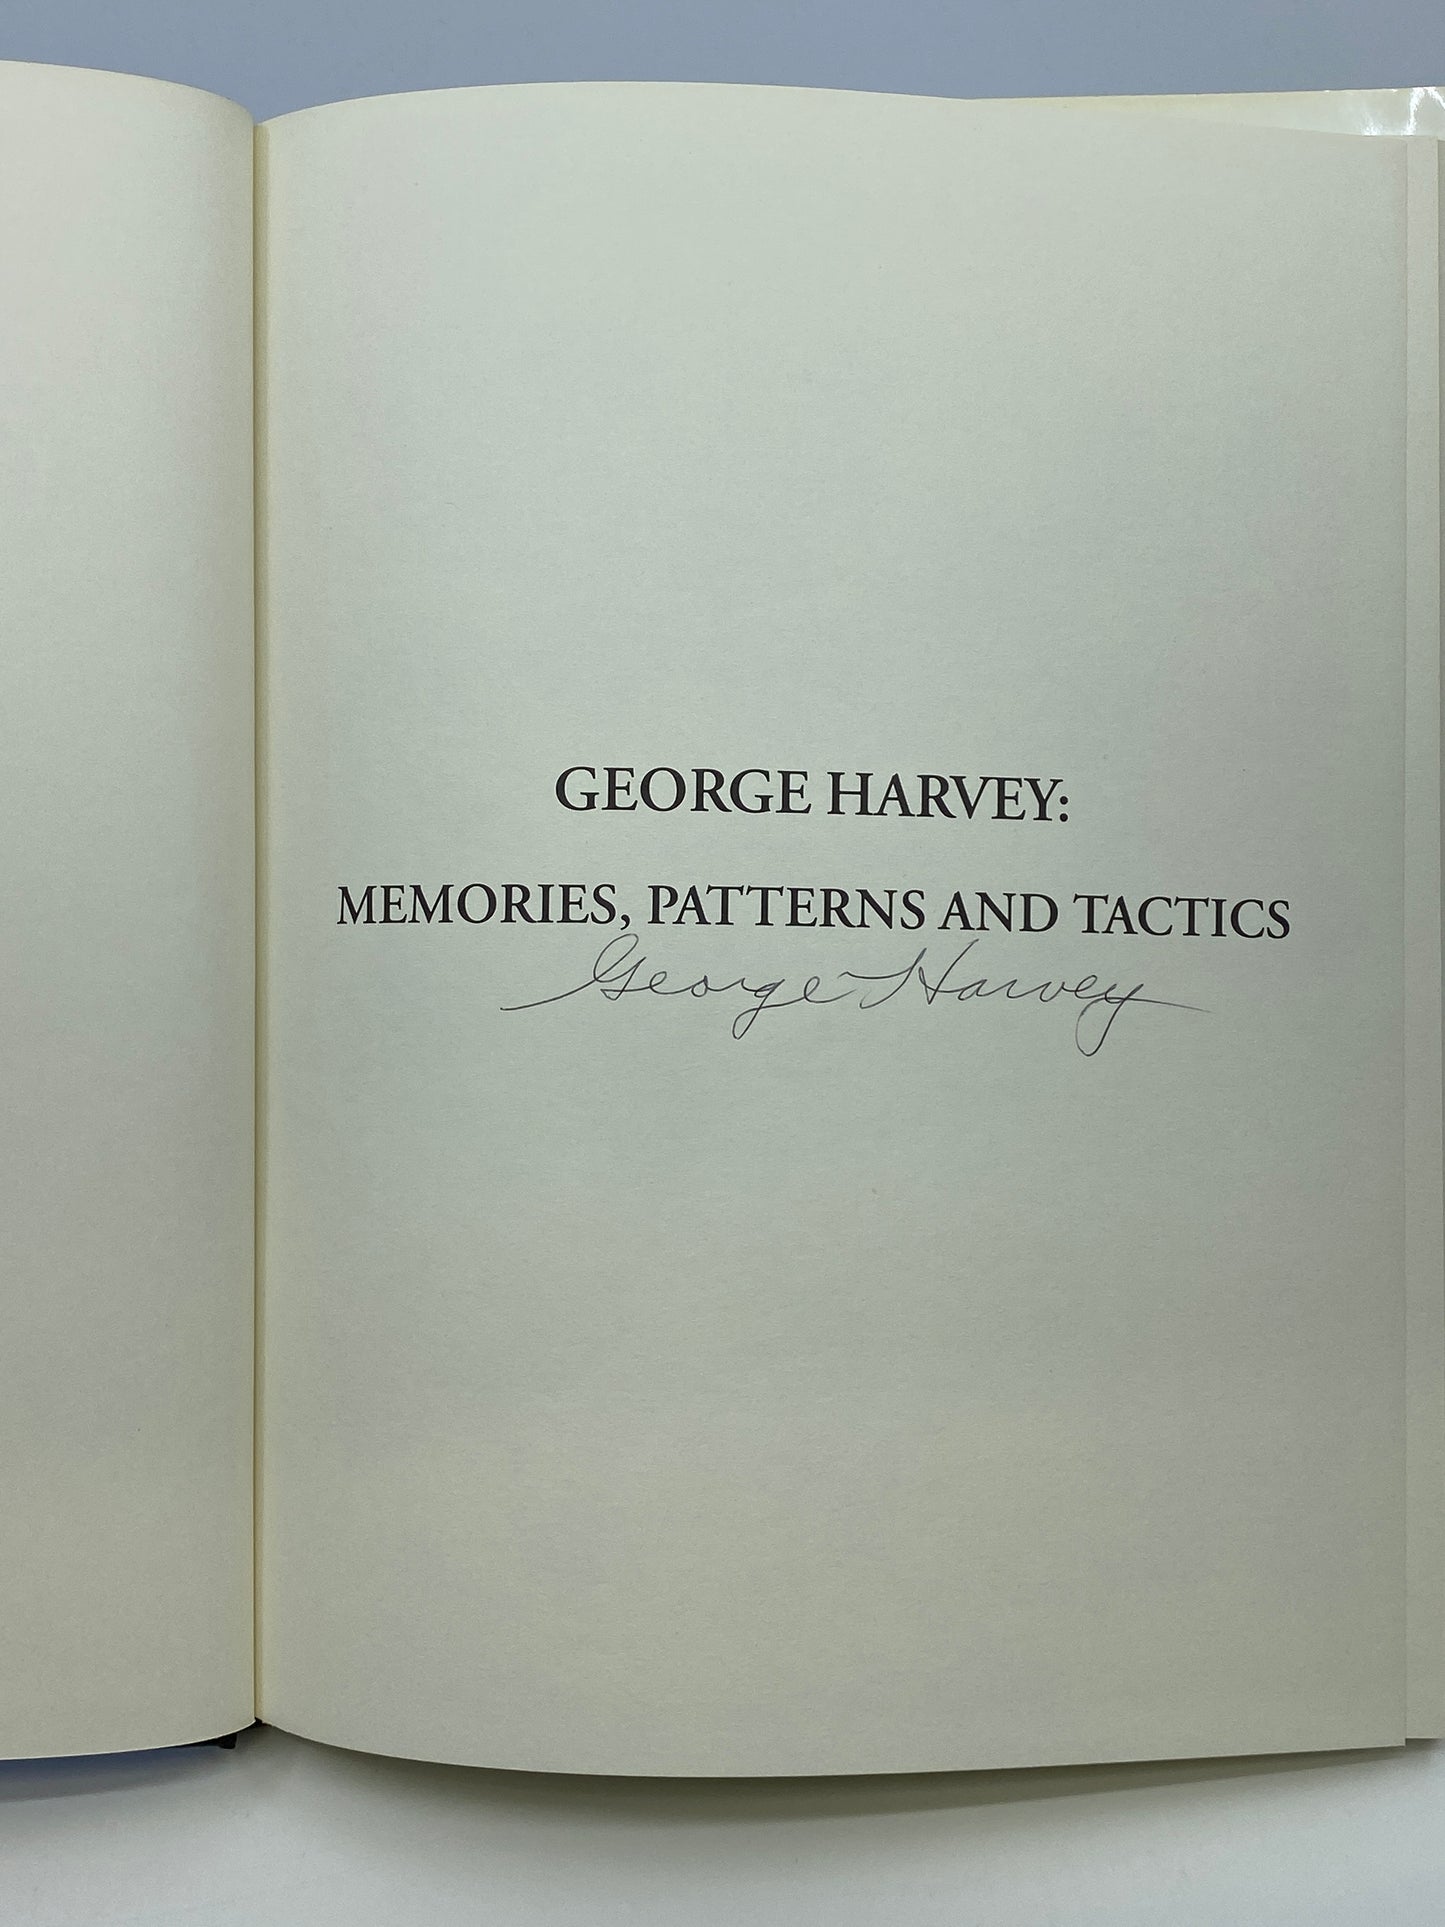 GEORGE HARVEY:
MEMORIES, PATTERNS AND TACTICS
George Harvey